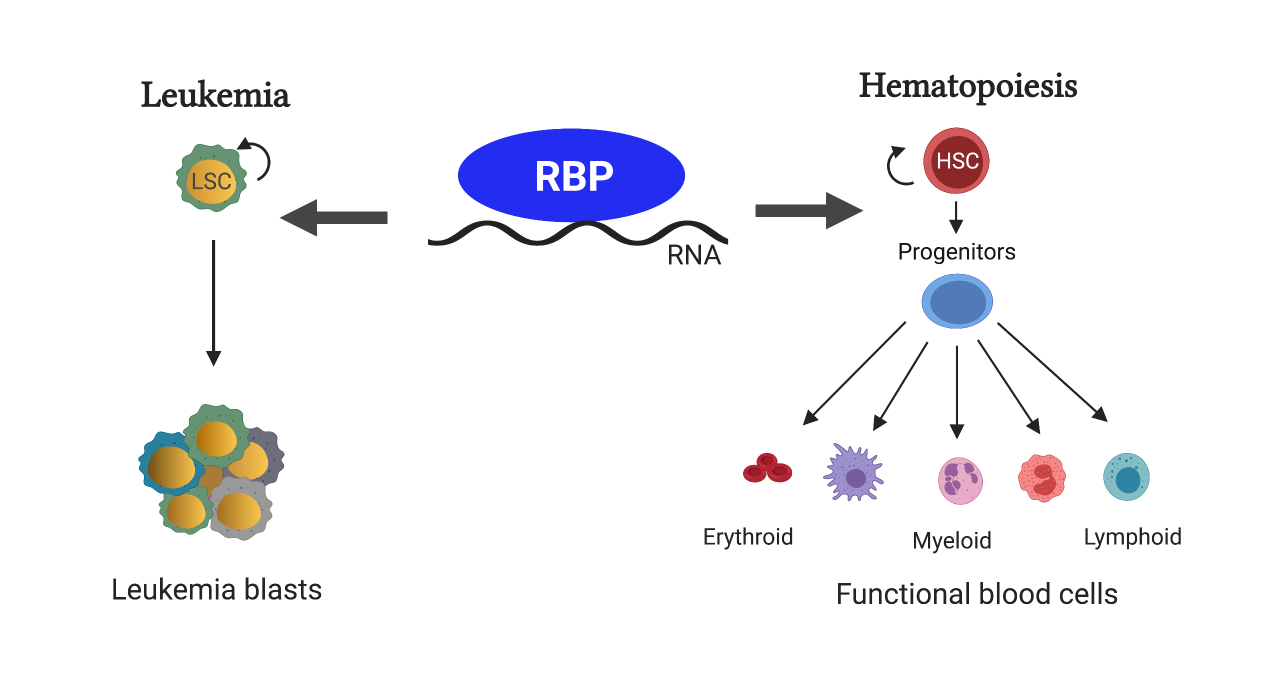 Leukemia
LSC
Leukemia blasts
RBP
RNA
Hematopoiesis
HSC
Progenitors
Erythroid
Myeloid
Lymphoid
Functional blood cells